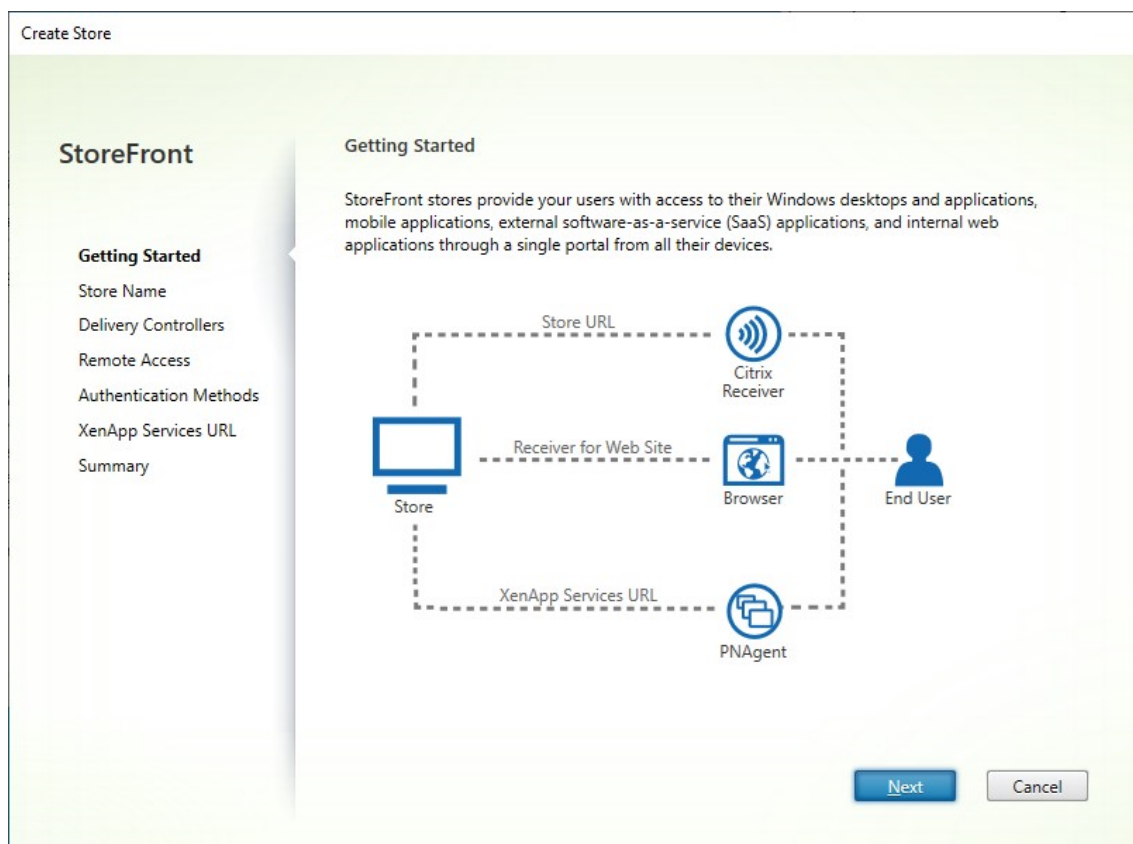 Create Store
StoreFront
Getting Started
Store Name
Delivery Controllers
Remote Access
Authentication Methods
XenApp Services URL
Summary
Getting Started
StoreFront stores provide your users with access to their Windows desktops and applications,
mobile applications, external software-as-a-service (SaaS) applications, and internal web
applications through a single portal from all their devices.
Store URL
Citrix
Receiver
Receiver for Web Site
Store
Browser
End User
XenApp Services URL
PNAgent
Next
Cancel